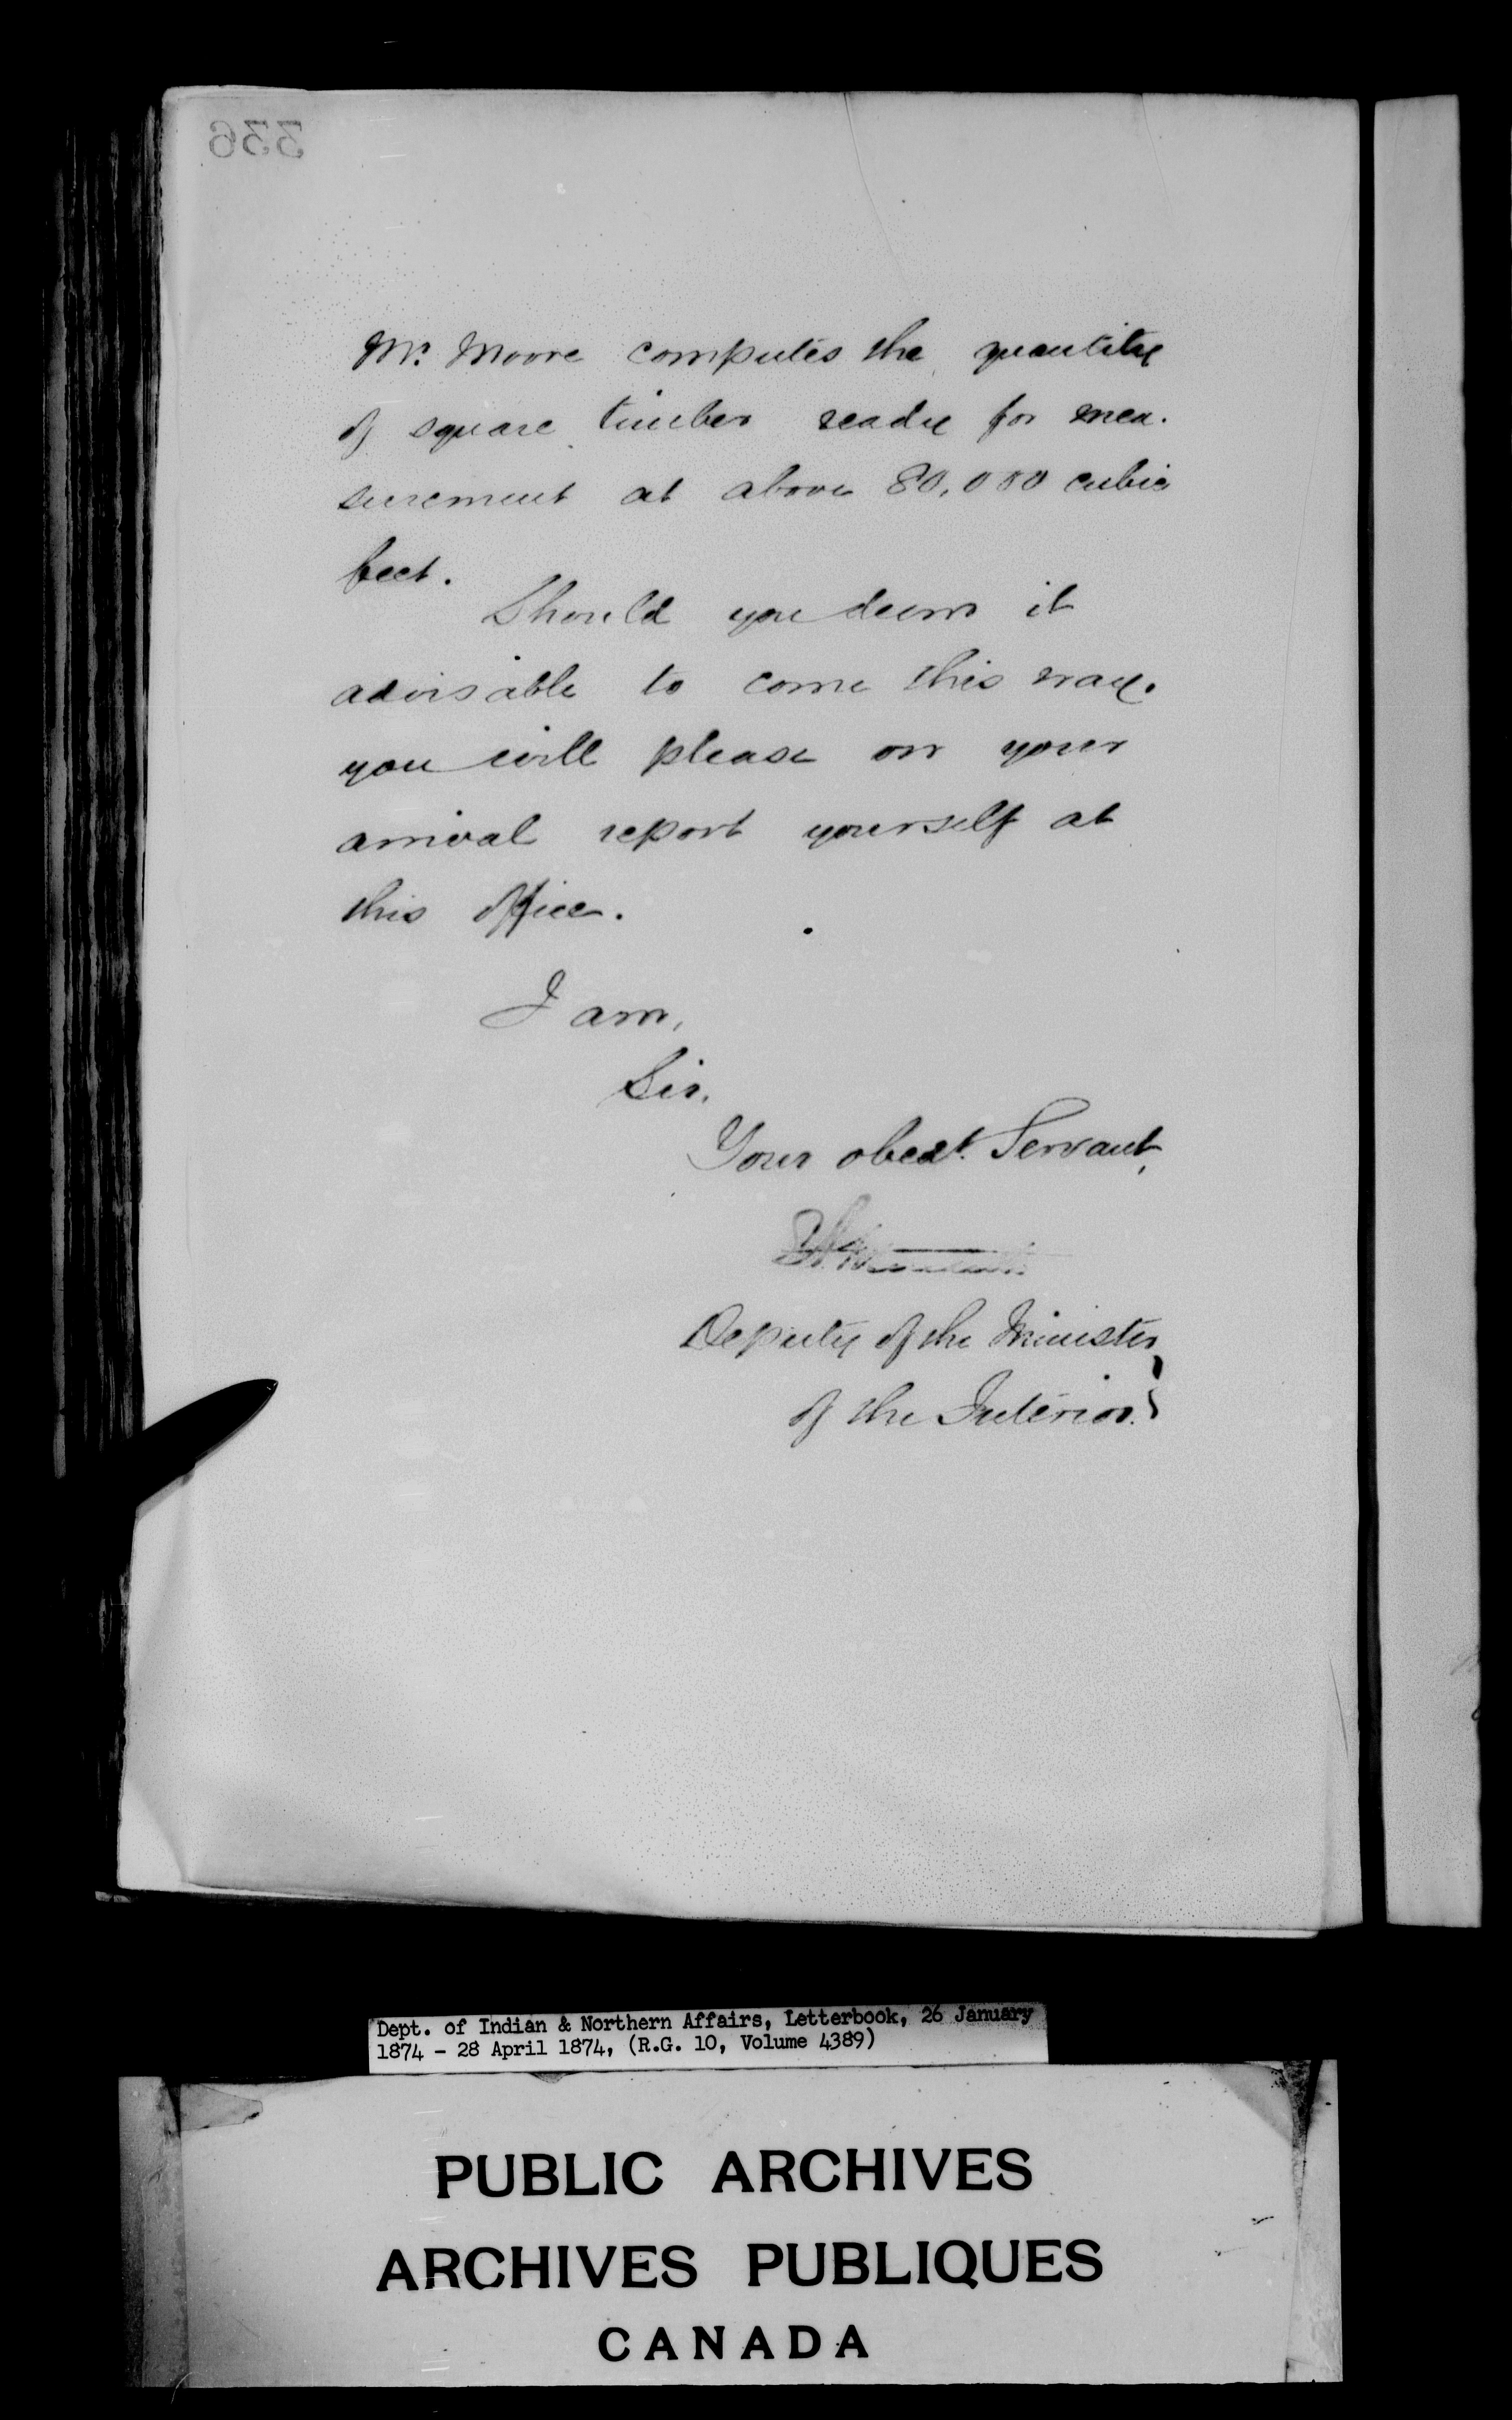 336
Mr. Moore computes the quantity
of square timber ready for mea-
surement at above 80,000 cubic
feet.
Should you deem it
advisable to come this way.
you will please on your
arrival report yourself at
this office.
I am,
Sir,
Your obedt. Servant,
Deputy of the Minister
of the Interior.
Dept. of Indian & Northern Affairs, Letterbook, 26 January
1874 - 28 April 1874, (R.G. 10, Volume 4389)
PUBLIC ARCHIVES
ARCHIVES PUBLIQUES
CANADA